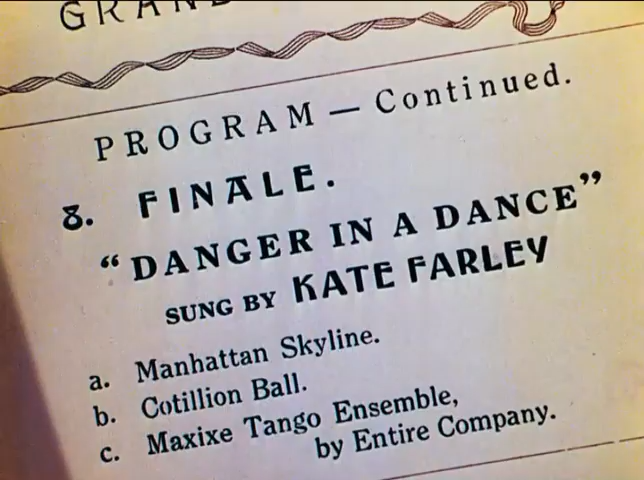 GRAN
PROGRAM — Continued.
8. FINALE.
“DANGER IN A DANCE”
SUNG BY KATE FARLEY
a. Manhattan Skyline.
b. Cotillion Ball.
c. Maxixe Tango Ensemble,
by Entire Company.